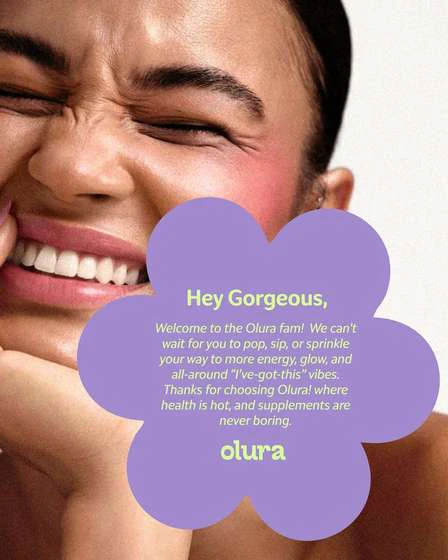 Hey Gorgeous,
Welcome to the Olura fam! We can't
wait for you to pop, sip, or sprinkle
your way to more energy, glow, and
all-around "I've-got-this" vibes.
Thanks for choosing Olura! where
health is hot, and supplements are
never boring.
olura